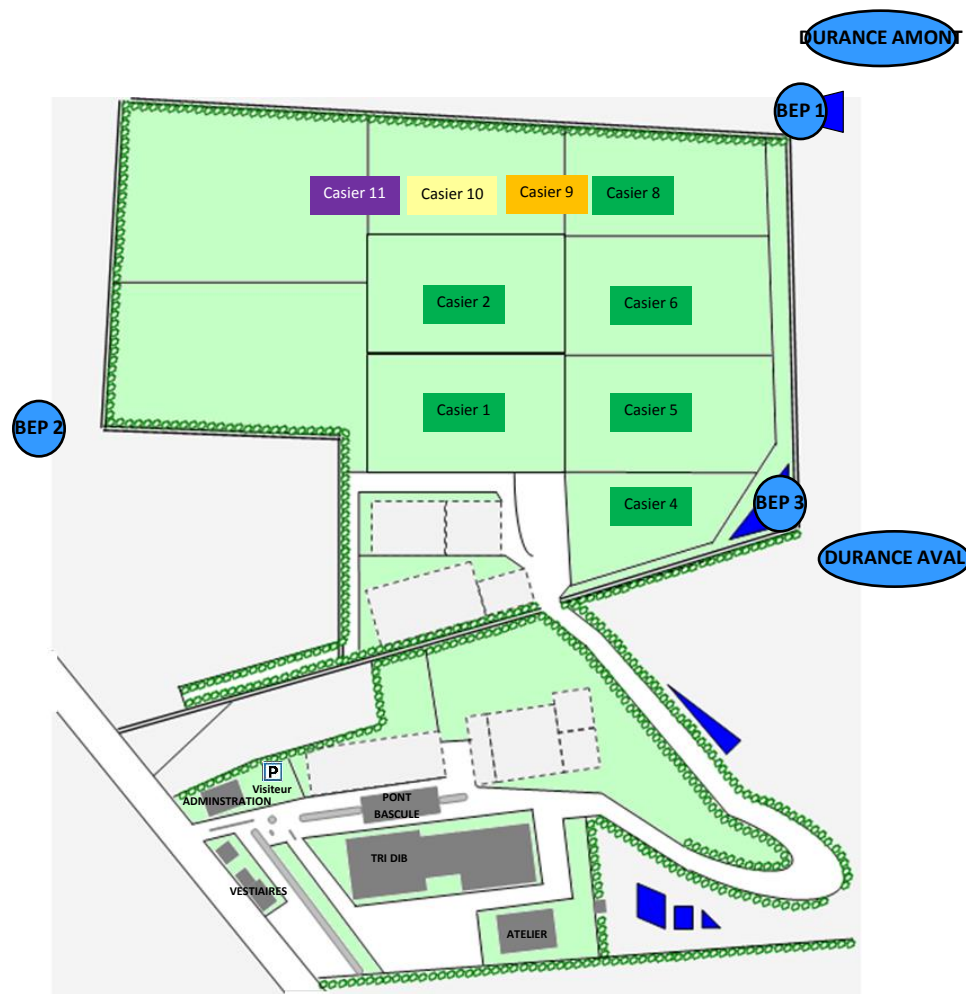 DURANCE AMONT
BEP 1
Casier 11
Casier 10
Casier 9
Casier 8
Casier 2
Casier 6
Casier 1
Casier 5
BEP 2
Casier 4
BEP 3
DURANCE AVAL
P
Visiteur
ADMINSTRATION
PONT
BASCULE
TRI DIB
VESTIAIRES
ATELIER